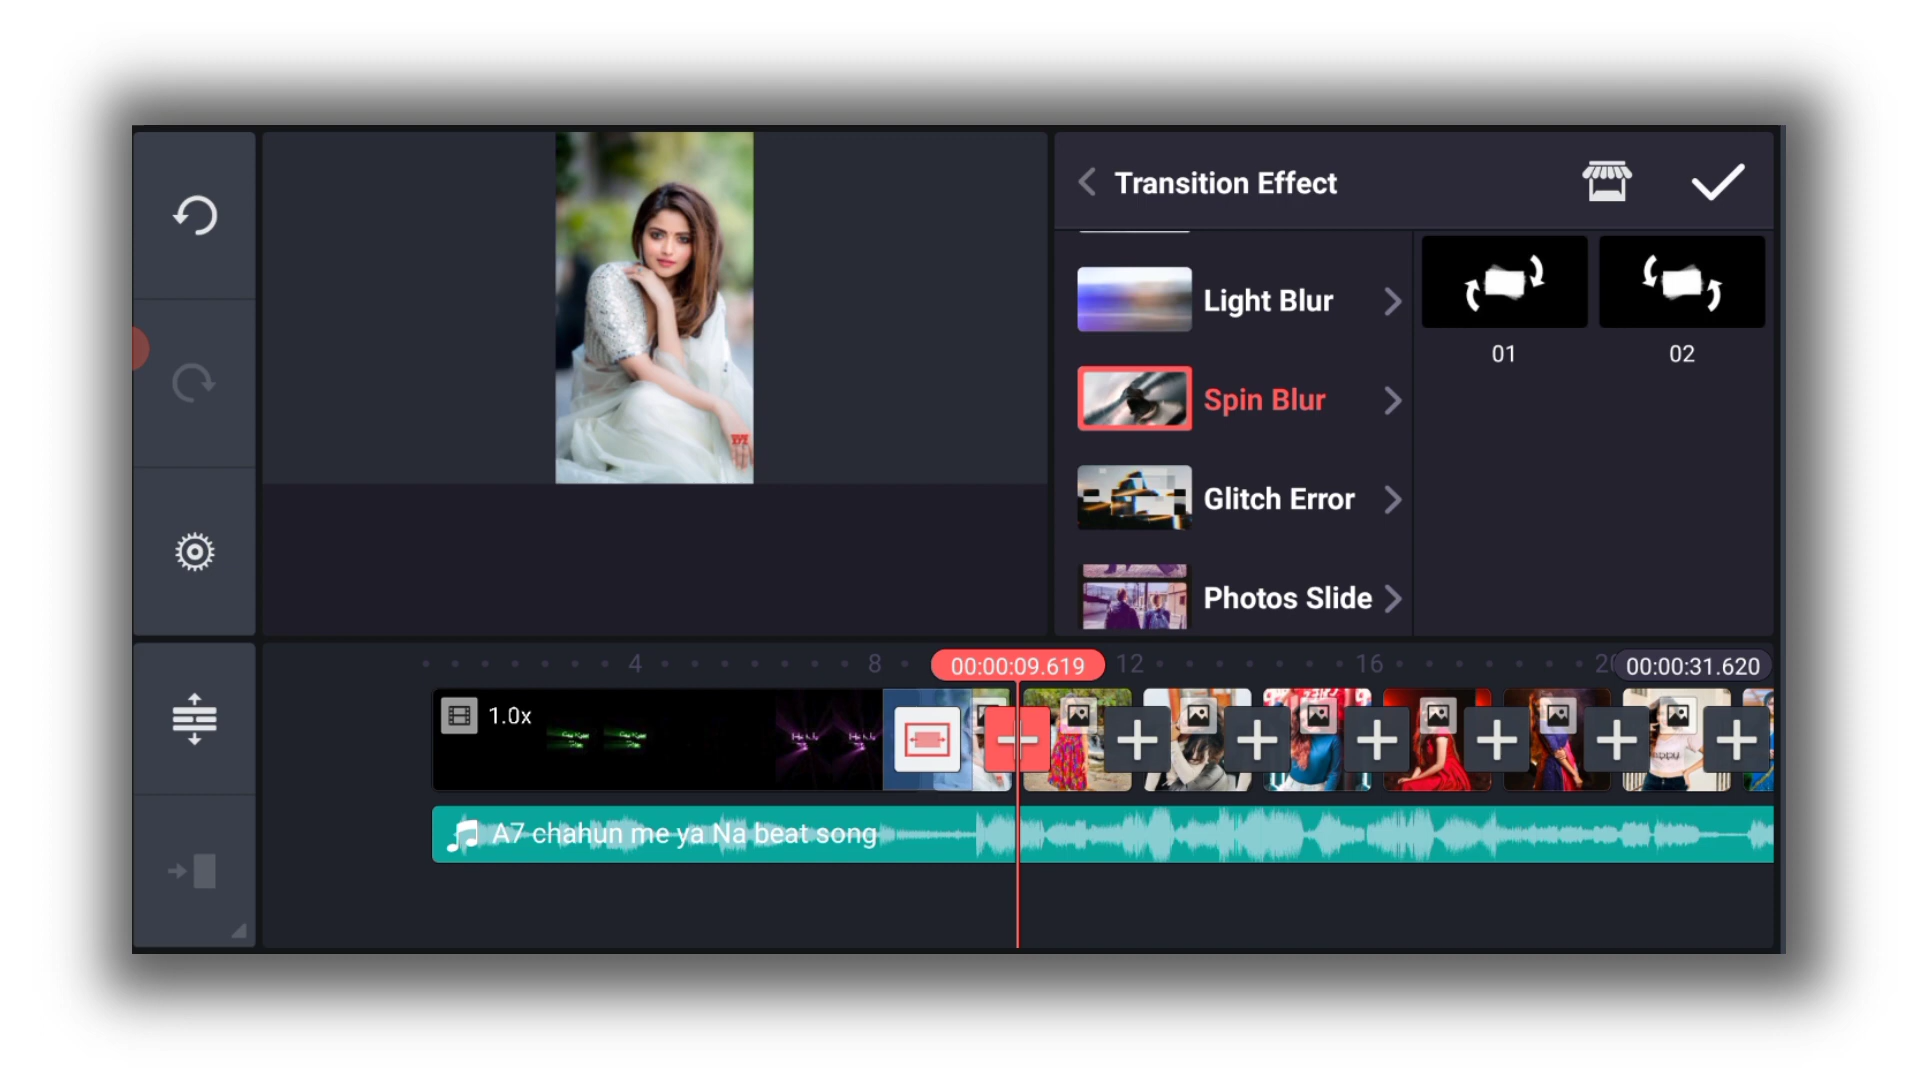 Transition Effect
Light Blur
Spin Blur
Glitch Error
Photos Slide
01
02
4
8
00:00:09.619
12
16
00:00:31.620
1.0x
A7 chahun me ya Na beat song